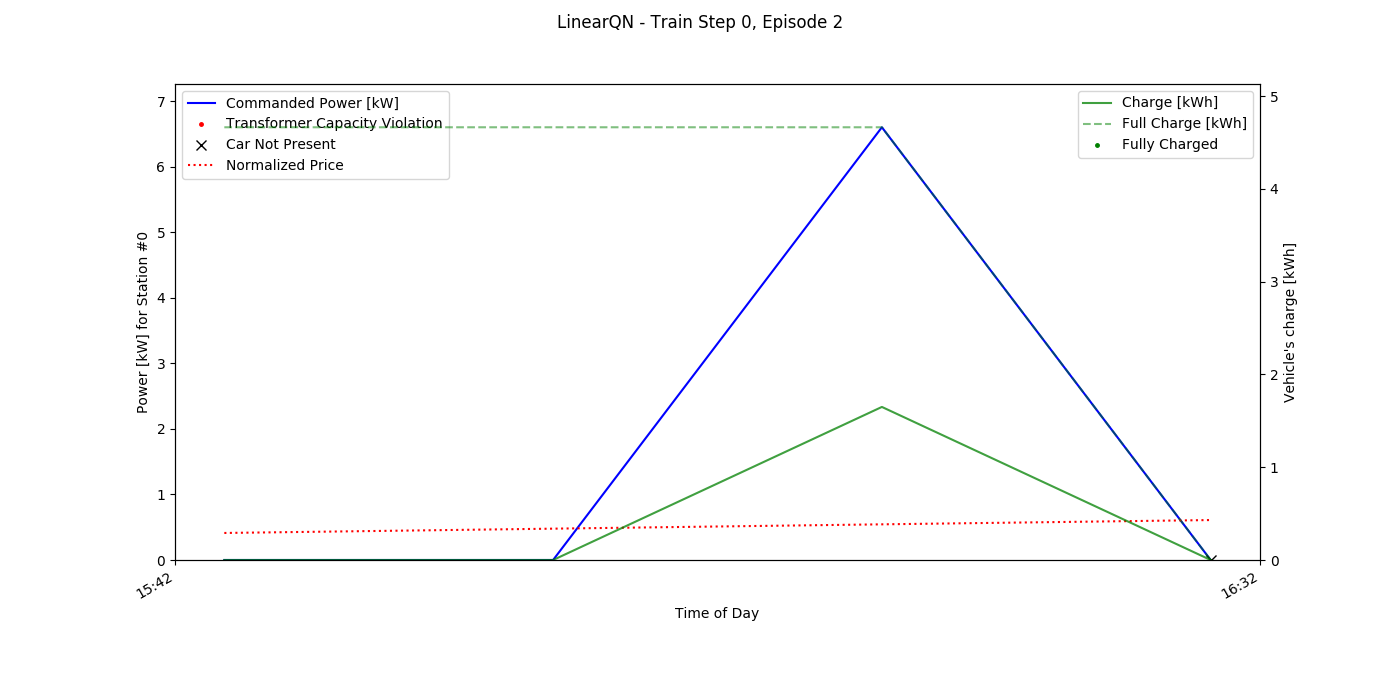 LinearQN - Train Step 0, Episode 2
Commanded Power [kW]
Transformer Capacity Violation
Car Not Present
Normalized Price
Charge [kWh]
Full Charge [kWh]
Fully Charged
7
6
5
4
3
2
1
0
Power [kW] for Station #0
5
4
3
2
1
0
Vehicle's charge [kWh]
15:42
16:32
Time of Day